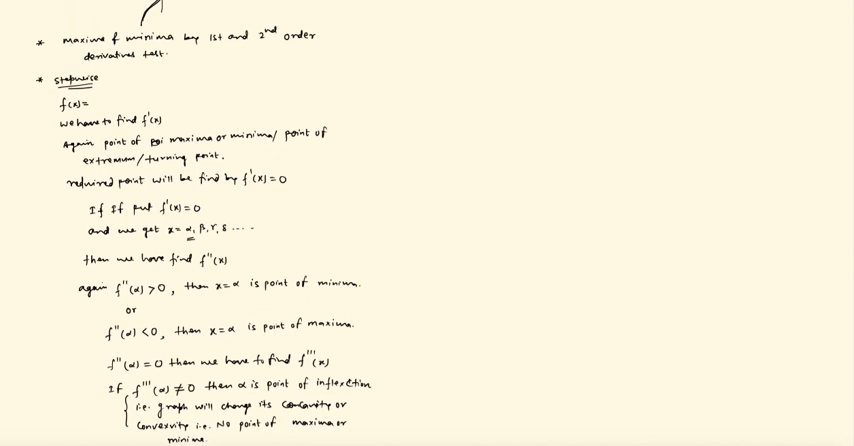 * maxima & minima by 1st and 2nd order
derivatives test.
* Stepwise
f(x)=
we have to find f'(x)
Again point of poi maxima or minima/ point of
extremum/turning point.
required point will be find by f'(x)=0
If If put f'(x)=0
and we get x= α, β, γ, δ ....
then we have find f''(x)
again f''(α) >0, then x=α is point of minima.
or
f''(α) <0, then x=α is point of maxima.
f''(α) = 0 then we have to find f'''(x)
If f'''(α) ≠ 0 then α is point of inflexction
i.e. graph will change its concavity or
convexvity i.e. No point of maxima or
minima.